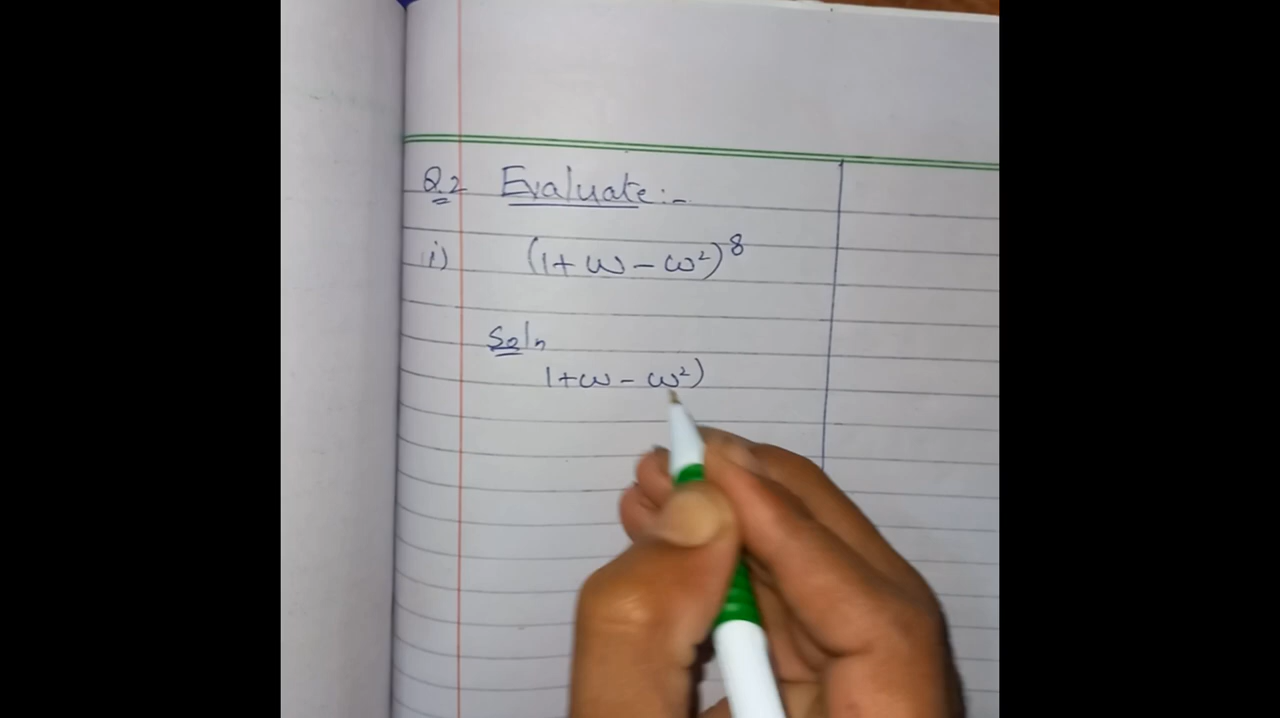 Q.2 Evaluate:-
i) (1+ω-ω²)⁸
Soln
1+ω-ω²)